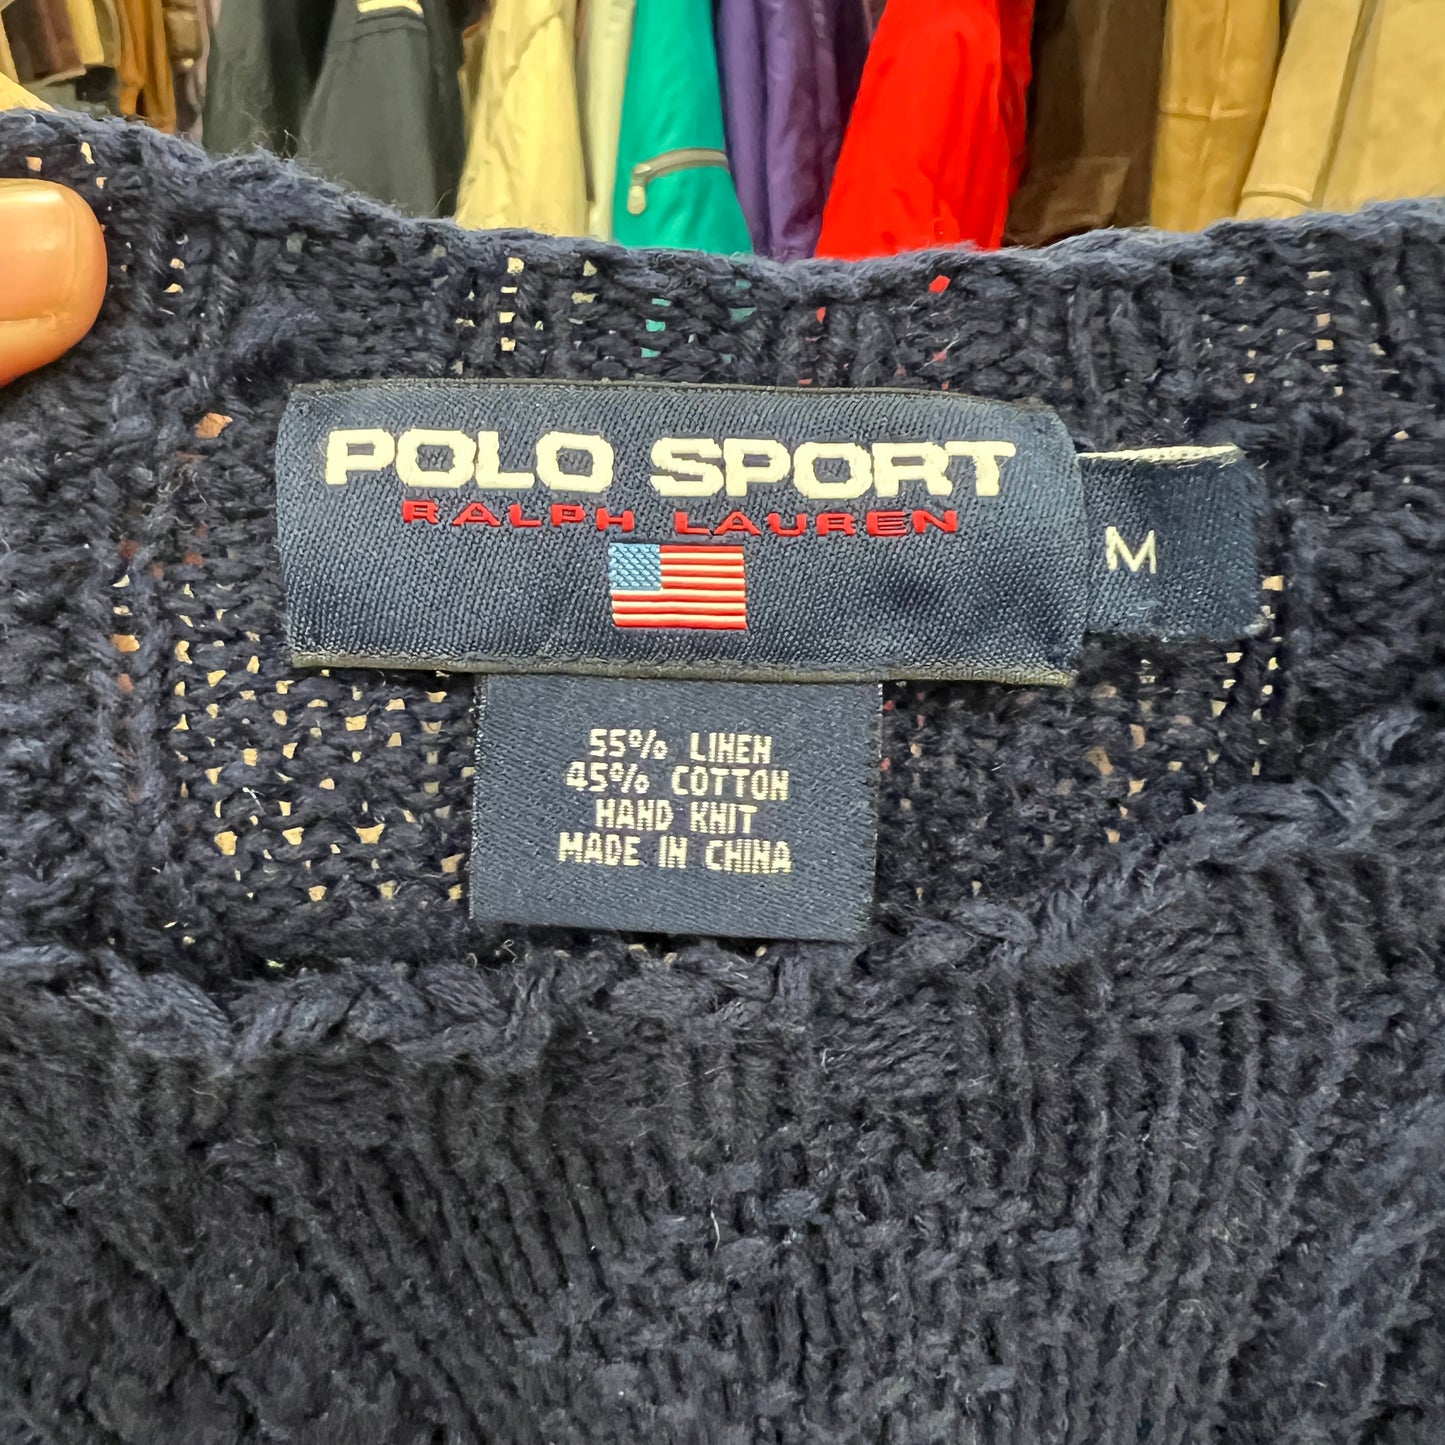 POLO SPORT
RALPH LAUREN
M
55% LINEN
45% COTTON
HAND KNIT
MADE IN CHINA